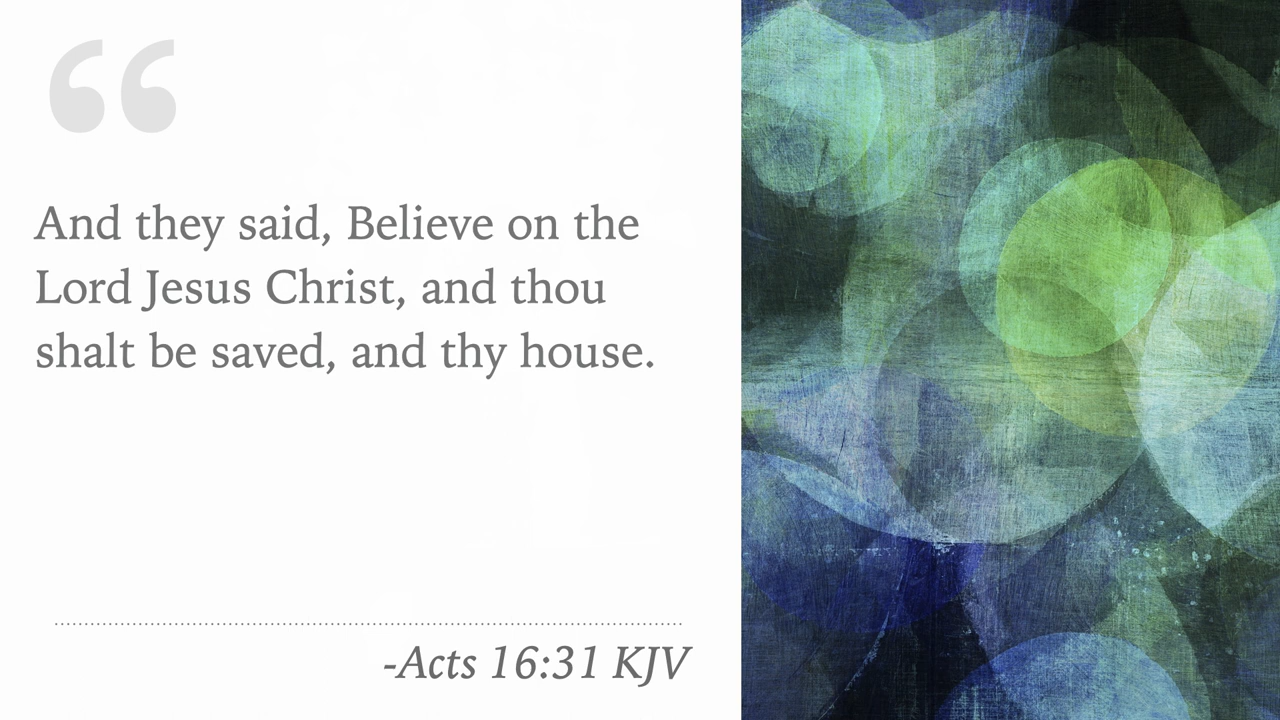 “
And they said, Believe on the
Lord Jesus Christ, and thou
shalt be saved, and thy house.
-Acts 16:31 KJV